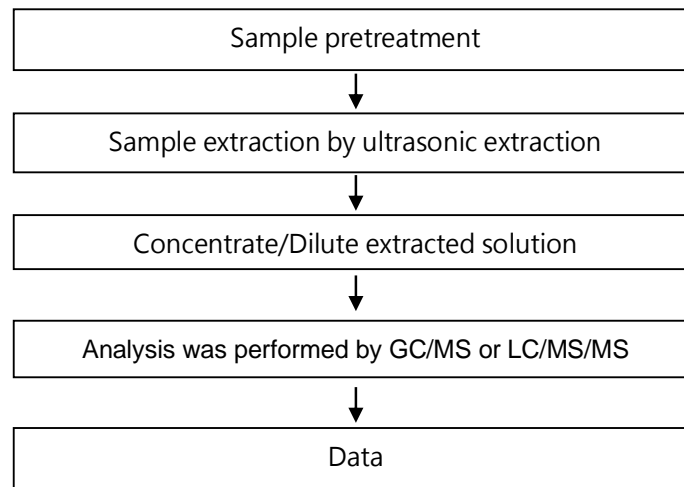 Sample pretreatment
Sample extraction by ultrasonic extraction
Concentrate/Dilute extracted solution
Analysis was performed by GC/MS or LC/MS/MS
Data